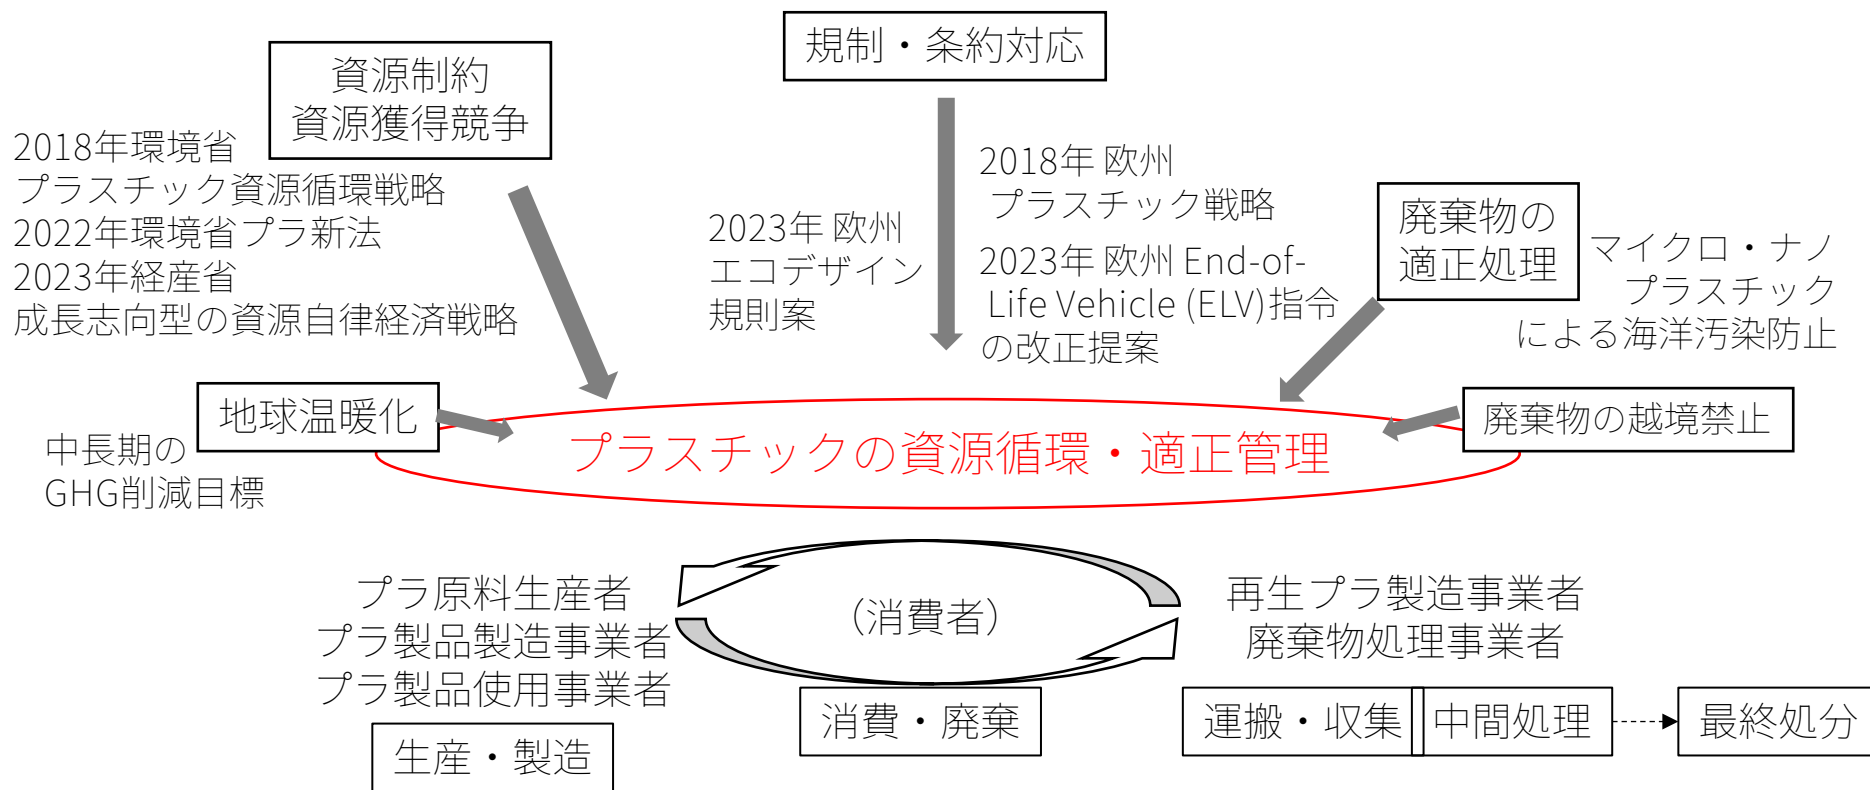 規制・条約対応
資源制約
資源獲得競争
2018年環境省
プラスチック資源循環戦略
2022年環境省プラ新法
2023年経産省
成長志向型の資源自律経済戦略
2023年 欧州
エコデザイン
規則案
2018年 欧州
プラスチック戦略
2023年 欧州 End-of-
Life Vehicle (ELV)指令
の改正提案
廃棄物の
適正処理
マイクロ・ナノ
プラスチック
による海洋汚染防止
地球温暖化
中長期の
GHG削減目標
プラスチックの資源循環・適正管理
廃棄物の越境禁止
プラ原料生産者
プラ製品製造事業者
プラ製品使用事業者
生産・製造
（消費者）
消費・廃棄
再生プラ製造事業者
廃棄物処理事業者
運搬・収集
中間処理
最終処分